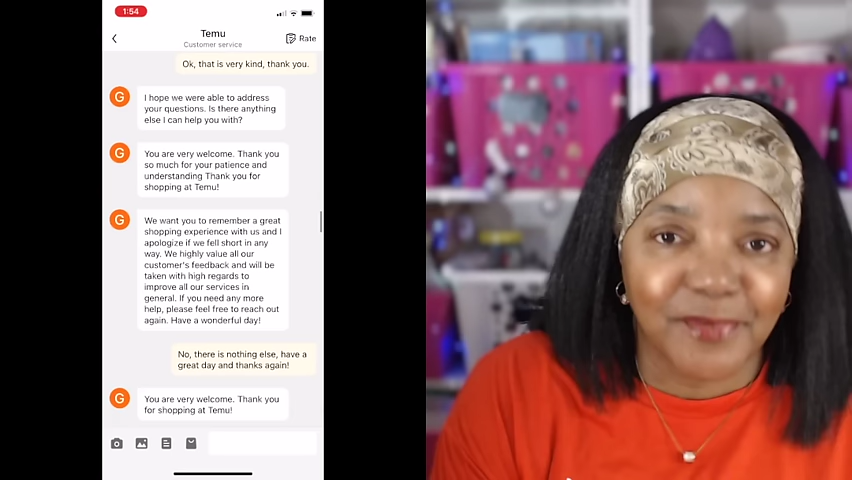 1:54
Temu
Customer service
Rate
Ok, that is very kind, thank you.
G
I hope we were able to address
your questions. Is there anything
else I can help you with?
G
You are very welcome. Thank you
so much for your patience and
understanding Thank you for
shopping at Temu!
G
We want you to remember a great
shopping experience with us and I
apologize if we fell short in any
way. We highly value all our
customer's feedback and will be
taken with high regards to
improve all our services in
general. If you need any more
help, please feel free to reach out
again. Have a wonderful day!
No, there is nothing else, have a
great day and thanks again!
G
You are very welcome. Thank you
for shopping at Temu!